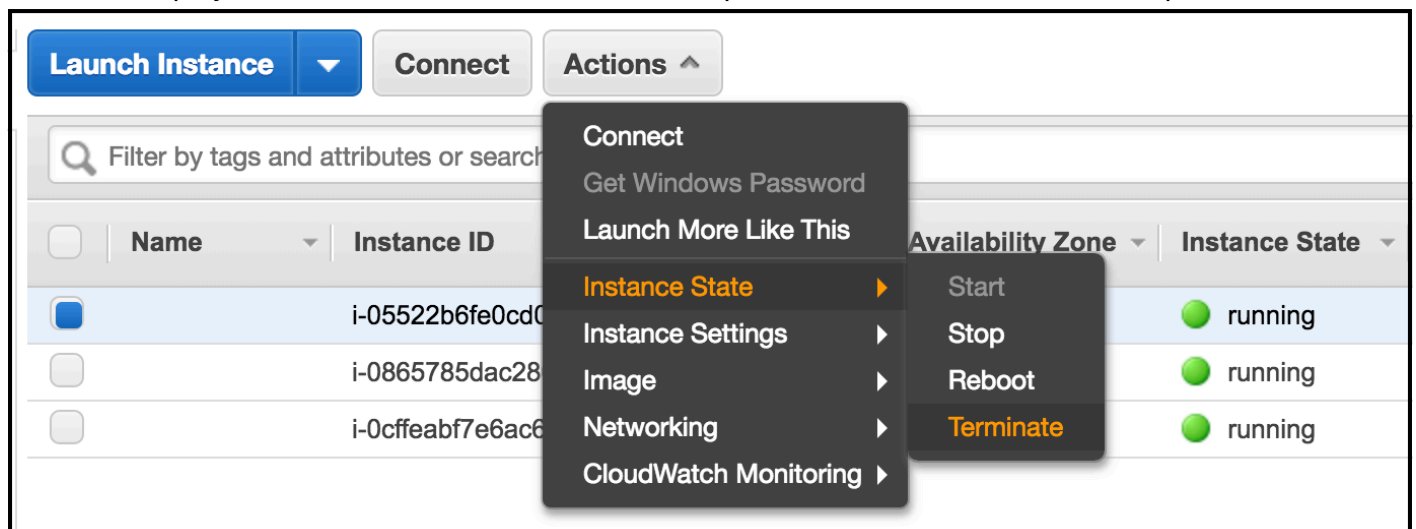 Launch Instance Connect Actions
Filter by tags and attributes or search
Connect
Get Windows Password
Launch More Like This
Instance State
Instance Settings
Image
Networking
CloudWatch Monitoring
Start
Stop
Reboot
Terminate
Name Instance ID Availability Zone Instance State
i-05522b6fe0cd0 running
i-0865785dac28 running
i-0cffeabf7e6ac6 running